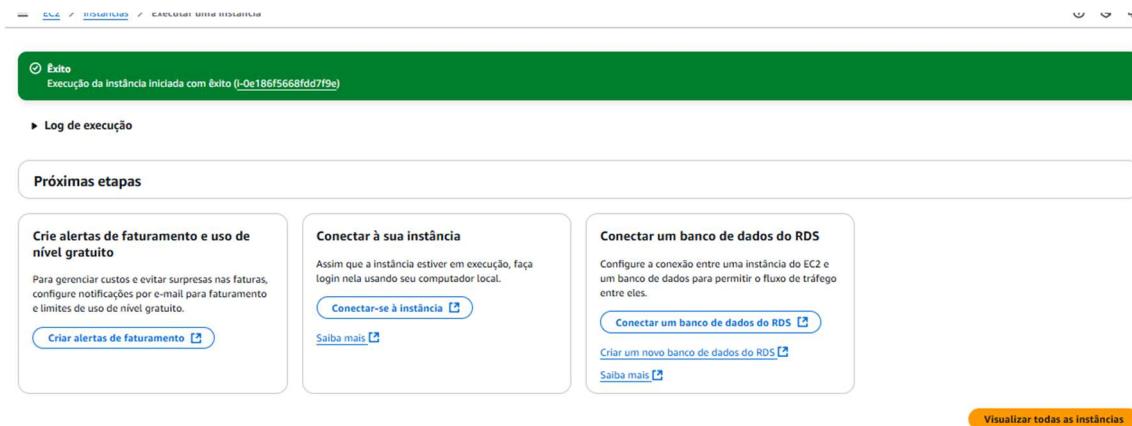 EC2 / Instâncias / Executar uma instância
Êxito
Execução da instância iniciada com êxito (i-0e186f5668fdd7f9e)
Log de execução
Próximas etapas
Crie alertas de faturamento e uso de
nível gratuito
Para gerenciar custos e evitar surpresas nas faturas,
configure notificações por e-mail para faturamento
e limites de uso de nível gratuito.
Criar alertas de faturamento
Conectar à sua instância
Assim que a instância estiver em execução, faça
login nela usando seu computador local.
Conectar-se à instância
Saiba mais
Conectar um banco de dados do RDS
Configure a conexão entre uma instância do EC2 e
um banco de dados para permitir o fluxo de tráfego
entre eles.
Conectar um banco de dados do RDS
Criar um novo banco de dados do RDS
Saiba mais
Visualizar todas as instâncias